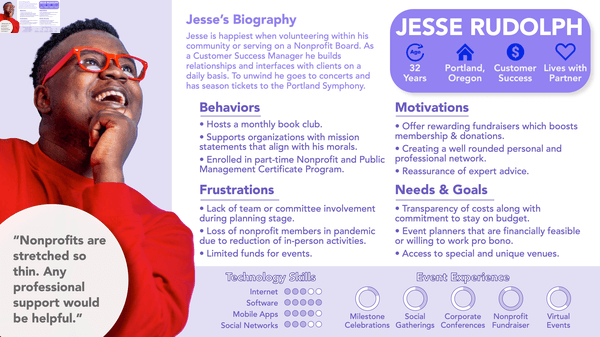 Jesse's Biography
Jesse is happiest when volunteering within his
community or serving on a Nonprofit Board. As
a Customer Success Manager he builds
relationships and interfaces with clients on a
daily basis. To unwind he goes to concerts and
has season tickets to the Portland Symphony.
JESSE RUDOLPH
Age
32
Years
Portland,
Oregon
$
Customer
Success
Lives with
Partner
Behaviors
• Hosts a monthly book club.
• Supports organizations with mission
statements that align with his morals.
• Enrolled in part-time Nonprofit and Public
Management Certificate Program.
Motivations
• Offer rewarding fundraisers which boosts
membership & donations.
• Creating a well rounded personal and
professional network.
• Reassurance of expert advice.
Frustrations
• Lack of team or committee involvement
during planning stage.
• Loss of nonprofit members in pandemic
due to reduction of in-person activities.
• Limited funds for events.
Needs & Goals
• Transparency of costs along with
commitment to stay on budget.
• Event planners that are financially feasible
or willing to work pro bono.
• Access to special and unique venues.
“Nonprofits are
stretched so
thin. Any
professional
support would
be helpful.”
Technology Skills
Internet
Software
Mobile Apps
Social Networks
Event Experience
Milestone
Celebrations
Social
Gatherings
Corporate
Conferences
Nonprofit
Fundraiser
Virtual
Events